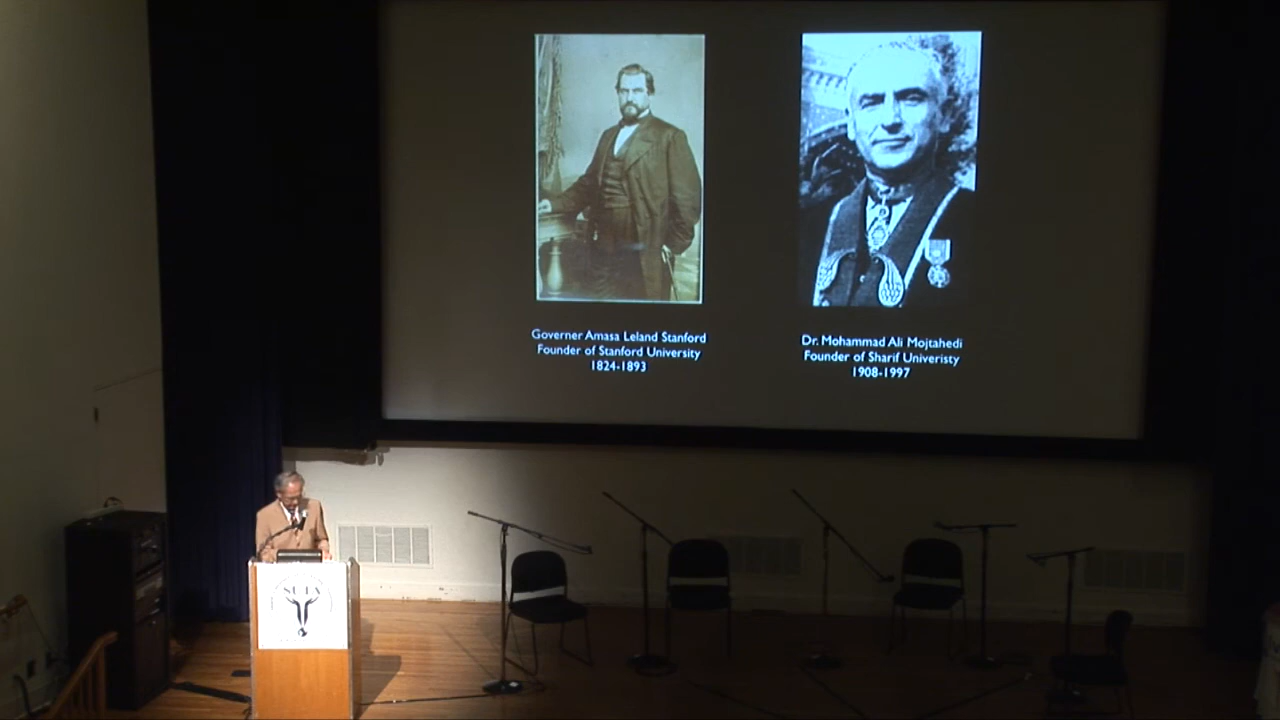 Governer Amasa Leland Stanford
Founder of Stanford University
1824-1893
Dr. Mohammad Ali Mojtahedi
Founder of Sharif Univeristy
1908-1997